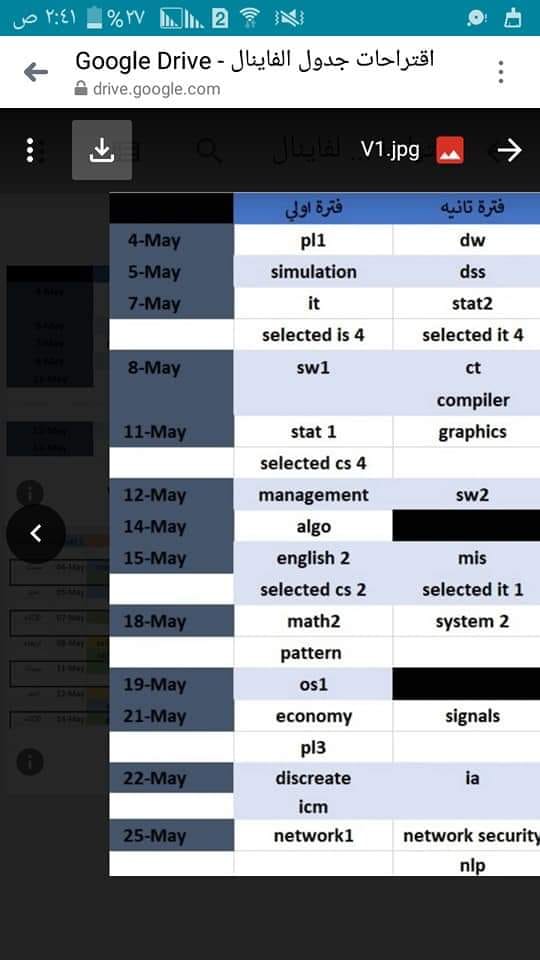 ٢:٤١ ص %٢٧ 2
اقتراحات جدول الفاينال - Google Drive
drive.google.com
V1.jpg
فترة اولي فترة تانيه
4-May pl1 dw
5-May simulation dss
7-May it stat2
selected is 4 selected it 4
8-May sw1 ct
compiler
11-May stat 1 graphics
selected cs 4
12-May management sw2
14-May algo
15-May english 2 mis
selected cs 2 selected it 1
18-May math2 system 2
pattern
19-May os1
21-May economy signals
pl3
22-May discreate ia
icm
25-May network1 network security
nlp